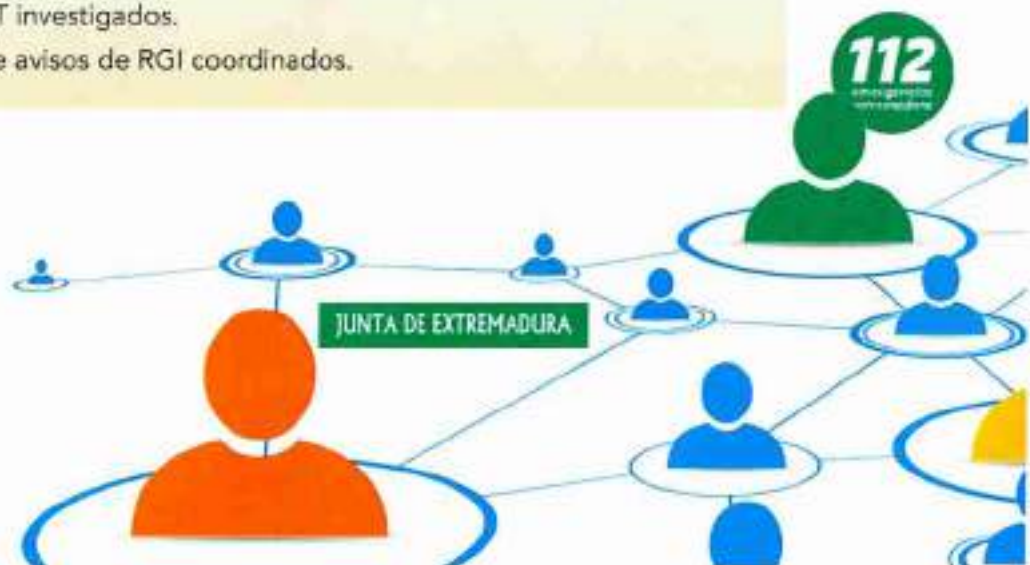 T investigados.
e avisos de RGI coordinados.
112
JUNTA DE EXTREMADURA